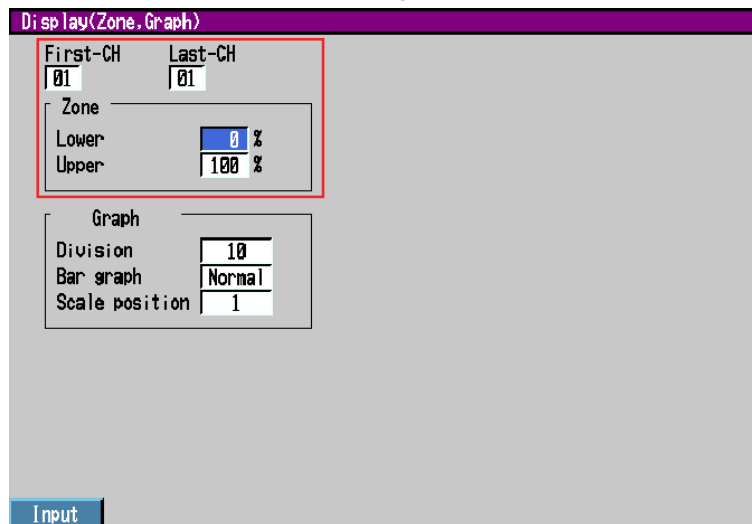 Display(Zone,Graph)
First-CH Last-CH
01 01
Zone
Lower 0 %
Upper 100 %
Graph
Division 10
Bar graph Normal
Scale position 1
Input